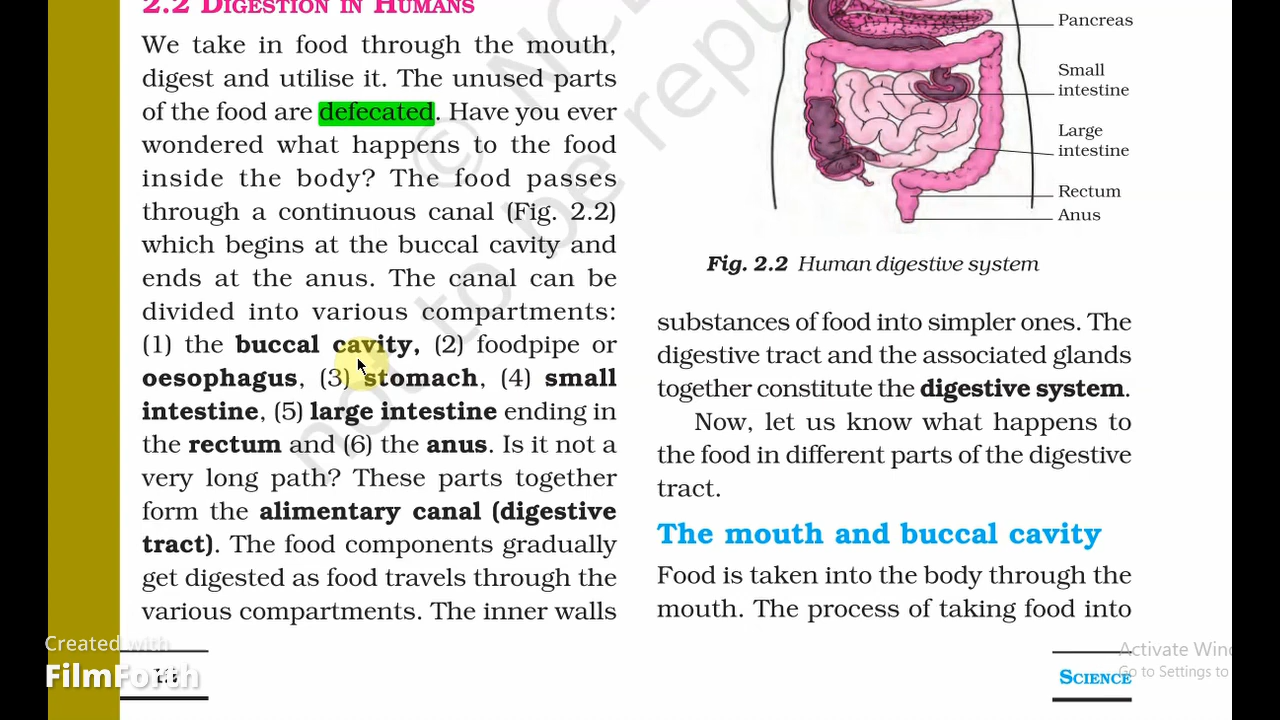 2.2 DIGESTION IN HUMANS
We take in food through the mouth,
digest and utilise it. The unused parts
of the food are defecated. Have you ever
wondered what happens to the food
inside the body? The food passes
through a continuous canal (Fig. 2.2)
which begins at the buccal cavity and
ends at the anus. The canal can be
divided into various compartments:
(1) the buccal cavity, (2) foodpipe or
oesophagus, (3) stomach, (4) small
intestine, (5) large intestine ending in
the rectum and (6) the anus. Is it not a
very long path? These parts together
form the alimentary canal (digestive
tract). The food components gradually
get digested as food travels through the
various compartments. The inner walls
Pancreas
Small
intestine
Large
intestine
Rectum
Anus
Fig. 2.2 Human digestive system
substances of food into simpler ones. The
digestive tract and the associated glands
together constitute the digestive system.
Now, let us know what happens to
the food in different parts of the digestive
tract.
The mouth and buccal cavity
Food is taken into the body through the
mouth. The process of taking food into
SCIENCE
© NC
not to be repu
Created with
FilmForth
Activate Win
Go to Settings to